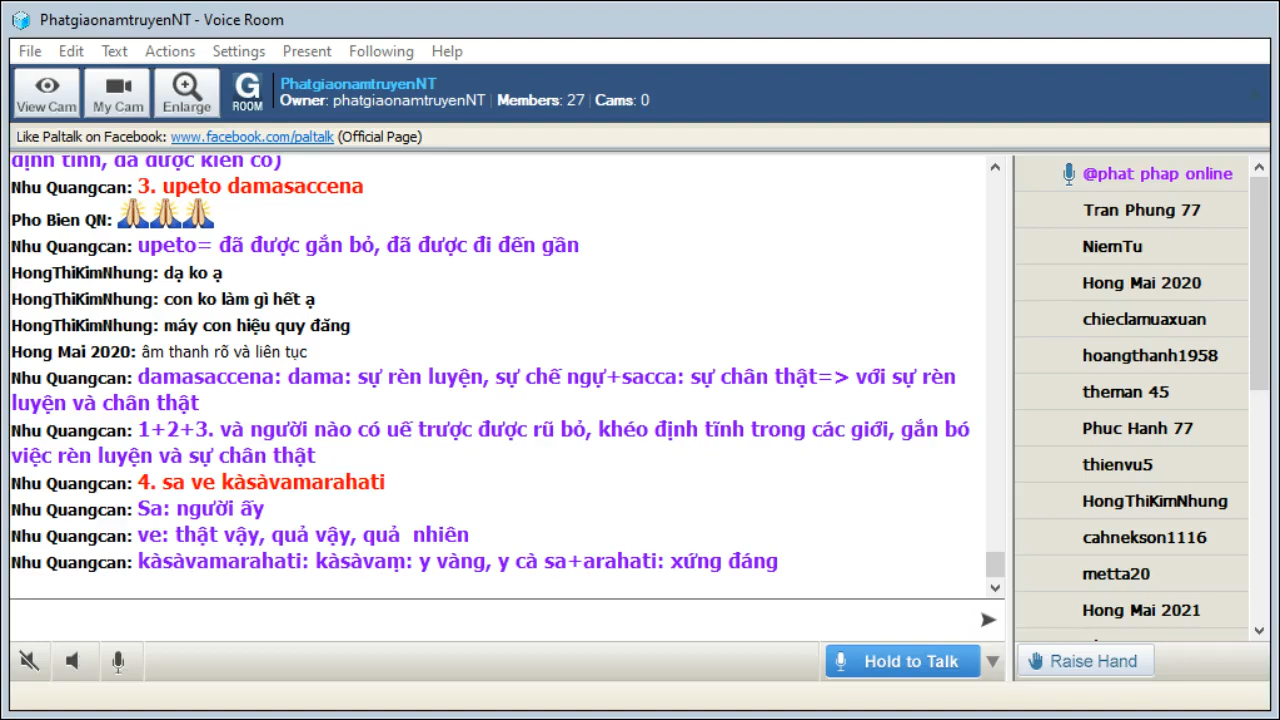 PhatgiaonamtruyenNT - Voice Room
File Edit Text Actions Settings Present Following Help
View Cam
My Cam
Enlarge
G ROOM
PhatgiaonamtruyenNT
Owner: phatgiaonamtruyenNT | Members: 27 | Cams: 0
Like Paltalk on Facebook: www.facebook.com/paltalk (Official Page)
định tĩnh, đã được kiên cố)
Nhu Quangcan: 3. upeto damasaccena
Pho Bien QN:
Nhu Quangcan: upeto= đã được gắn bỏ, đã được đi đến gần
HongThiKimNhung: dạ ko ạ
HongThiKimNhung: con ko làm gì hết ạ
HongThiKimNhung: máy con hiệu quy đăng
Hong Mai 2020: âm thanh rõ và liên tục
Nhu Quangcan: damasaccena: dama: sự rèn luyện, sự chế ngự+sacca: sự chân thật=> với sự rèn
luyện và chân thật
Nhu Quangcan: 1+2+3. và người nào có uế trược được rũ bỏ, khéo định tĩnh trong các giới, gắn bó
việc rèn luyện và sự chân thật
Nhu Quangcan: 4. sa ve kàsàvamarahati
Nhu Quangcan: Sa: người ấy
Nhu Quangcan: ve: thật vậy, quả vậy, quả nhiên
Nhu Quangcan: kàsàvamarahati: kàsàvaṃ: y vàng, y cà sa+arahati: xứng đáng
@phat phap online
Tran Phung 77
NiemTu
Hong Mai 2020
chieclamuaxuan
hoangthanh1958
theman 45
Phuc Hanh 77
thienvu5
HongThiKimNhung
cahnekson1116
metta20
Hong Mai 2021
Hold to Talk
Raise Hand